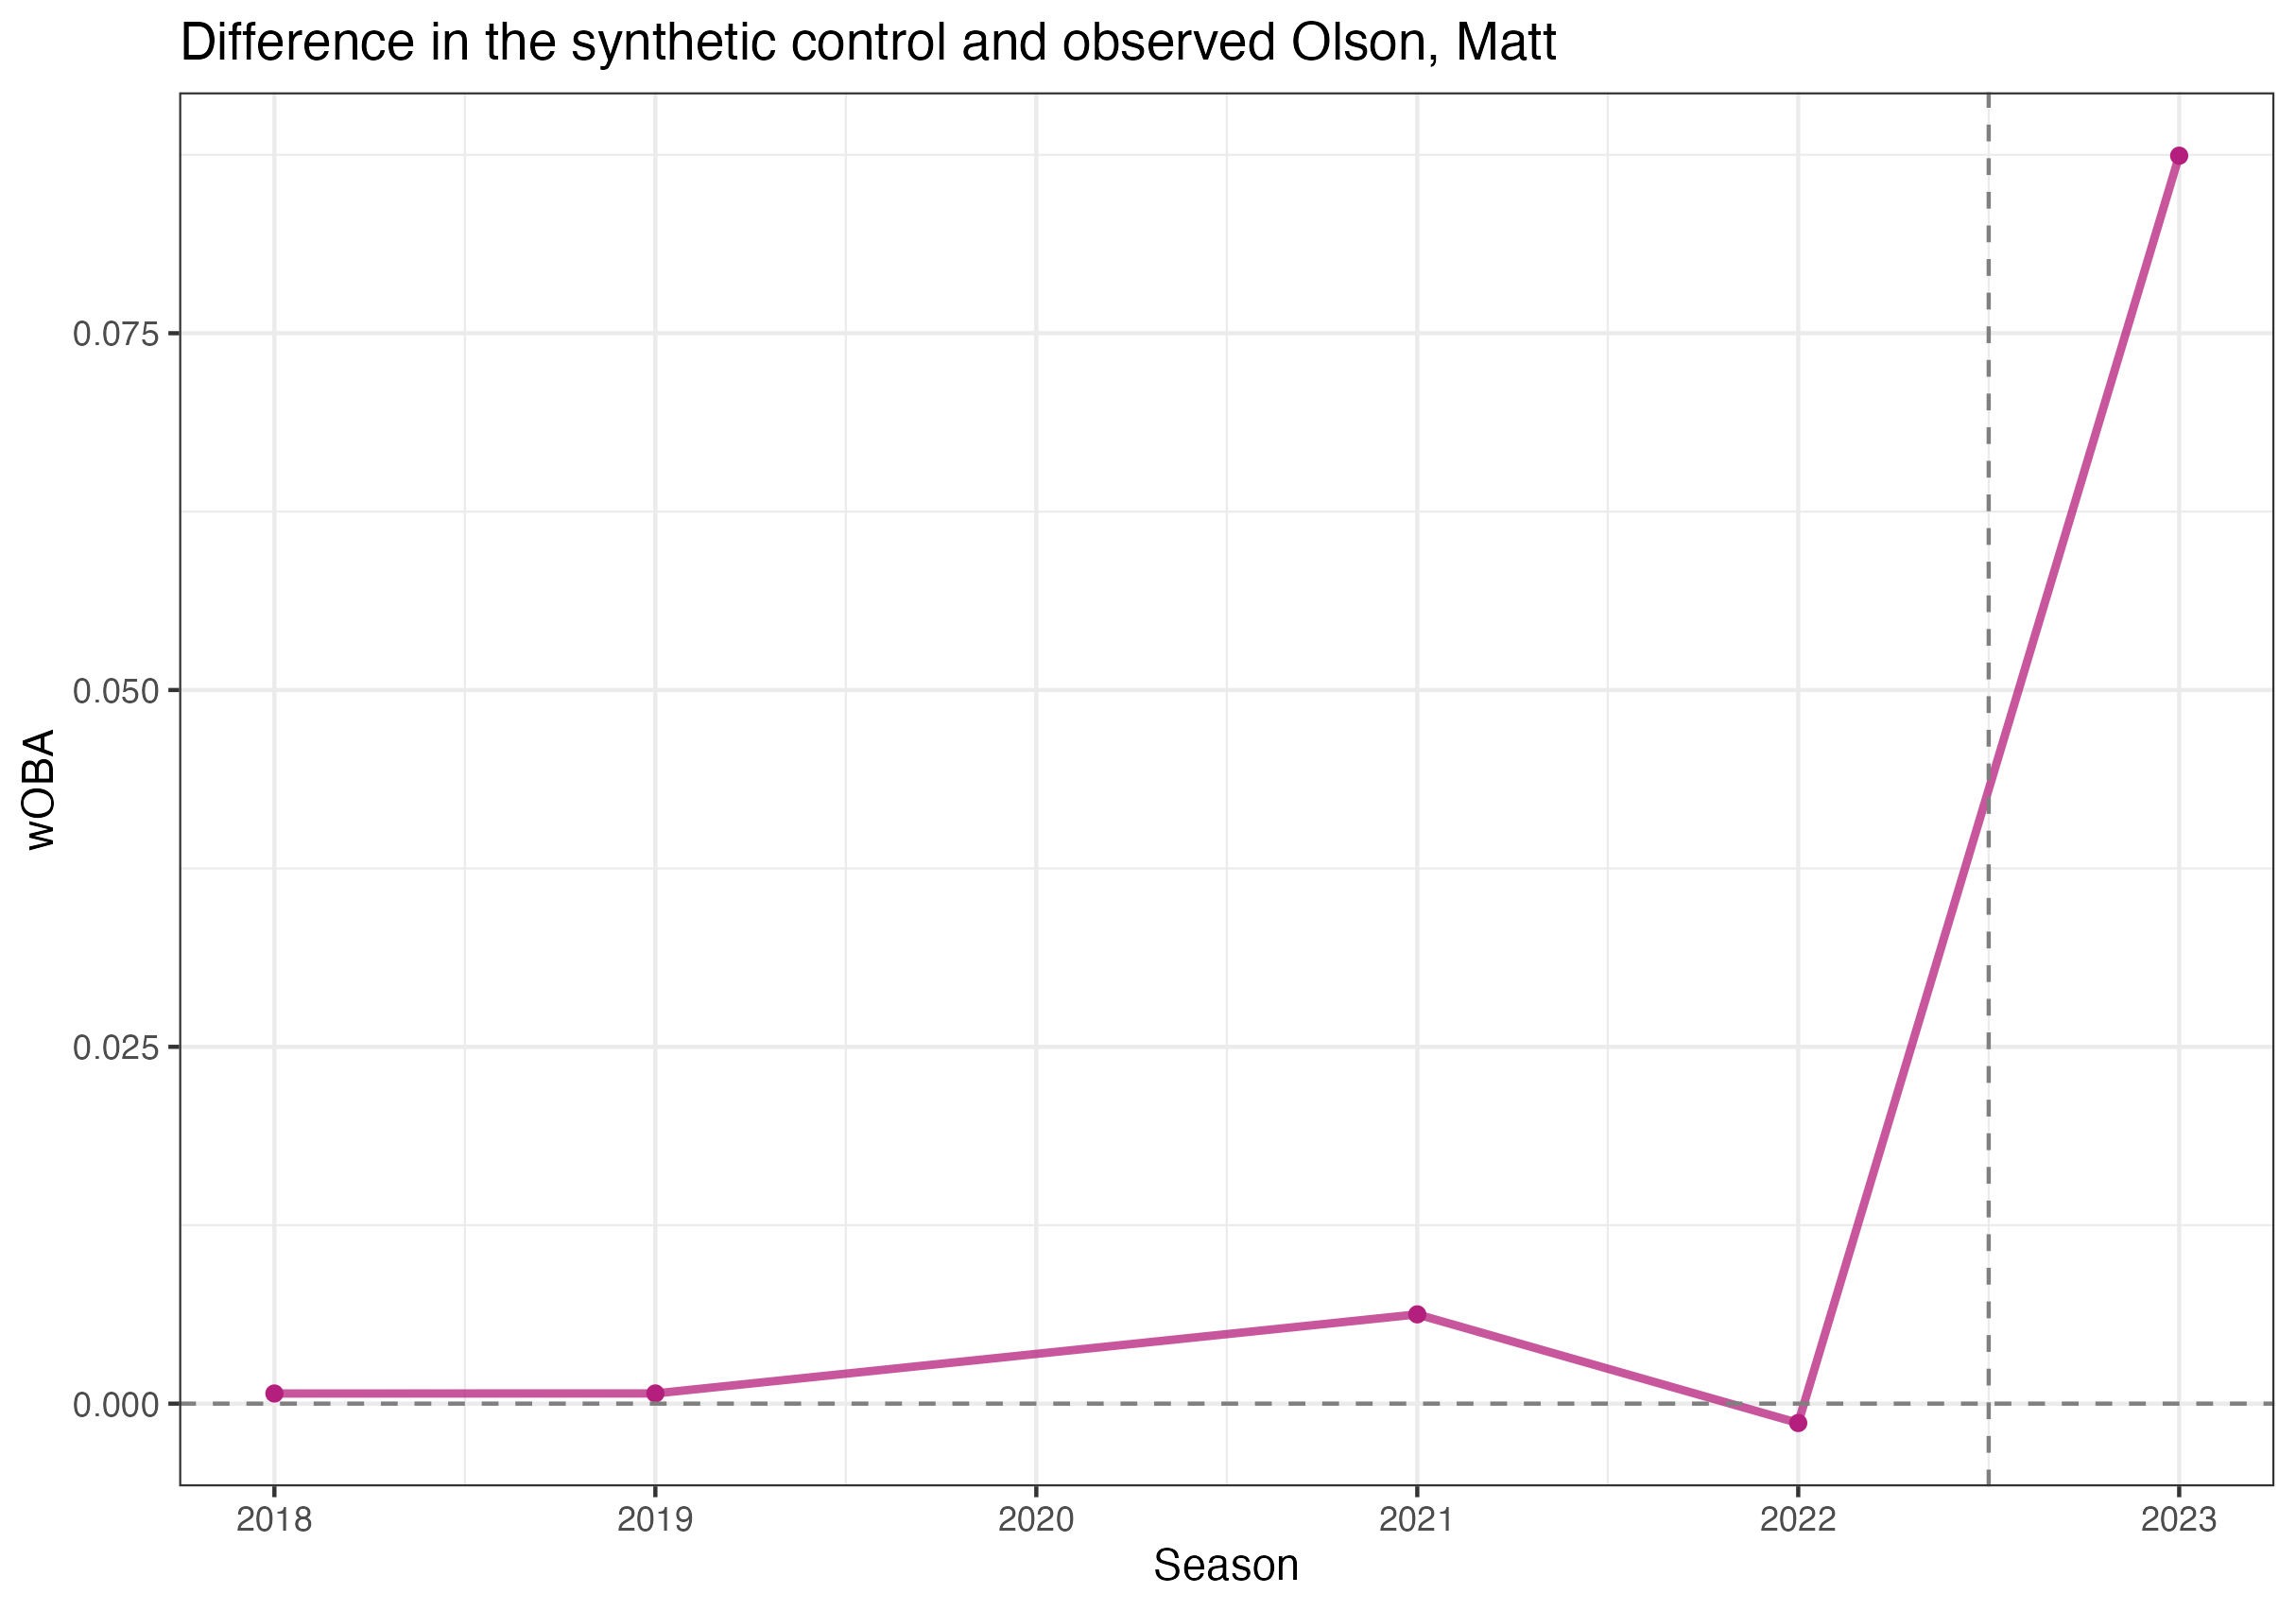 Difference in the synthetic control and observed Olson, Matt
0.075
0.050
0.025
0.000
wOBA
2018 2019 2020 2021 2022 2023
Season